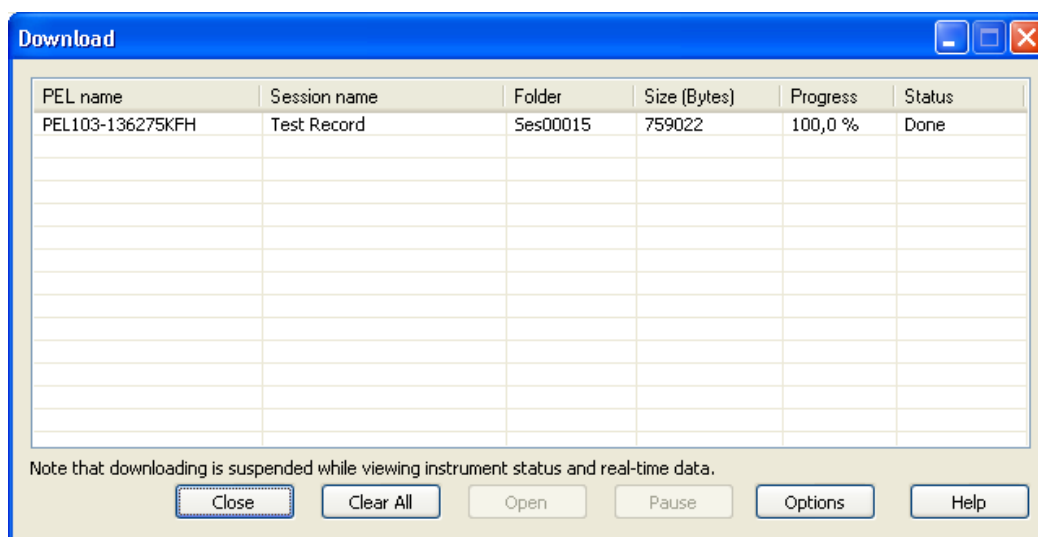 Download
PEL name Session name Folder Size (Bytes) Progress Status
PEL103-136275KFH Test Record Ses00015 759022 100,0 % Done
Note that downloading is suspended while viewing instrument status and real-time data.
Close Clear All Open Pause Options Help